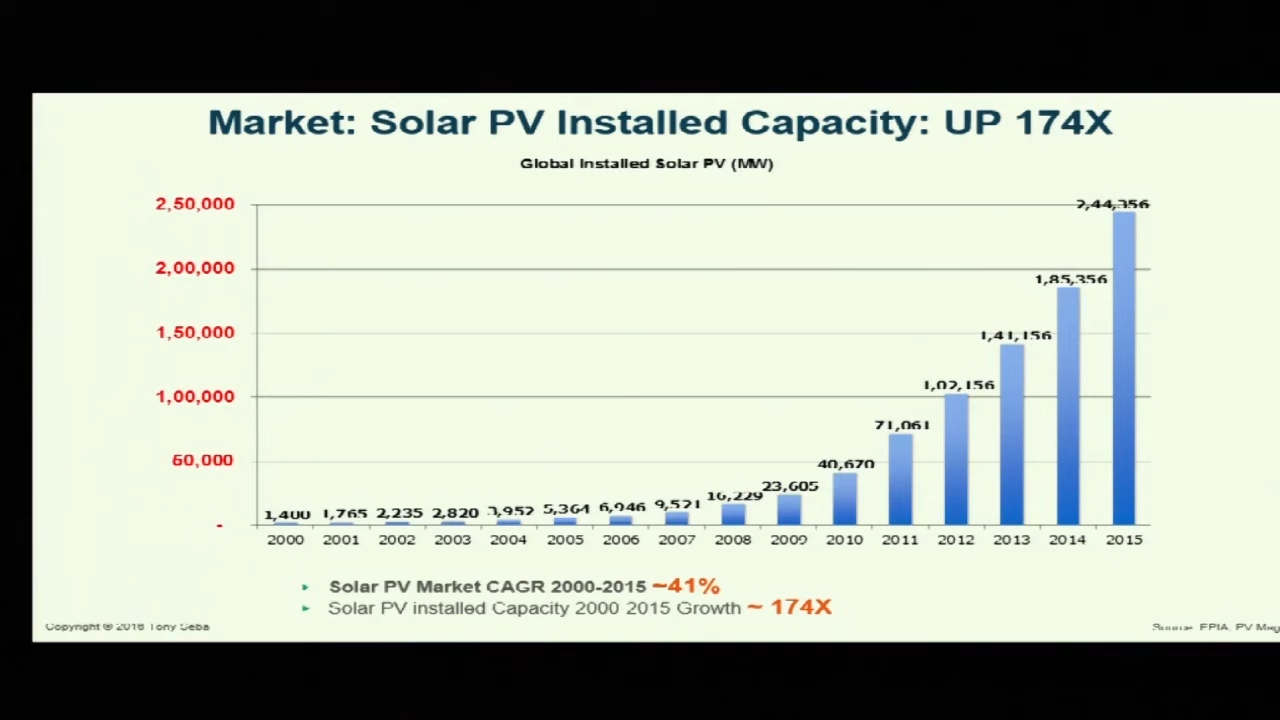 Market: Solar PV Installed Capacity: UP 174X
Global Installed Solar PV (MW)
2,50,000
2,00,000
1,50,000
1,00,000
50,000
-
1,400 1,765 2,235 2,820 3,952 5,364 6,946 9,521 16,229 23,605 40,670 71,061 1,02,156 1,41,156 1,85,356 2,44,356
2000 2001 2002 2003 2004 2005 2006 2007 2008 2009 2010 2011 2012 2013 2014 2015
Solar PV Market CAGR 2000-2015 ~41%
Solar PV installed Capacity 2000 2015 Growth ~ 174X
Copyright © 2016 Tony Seba
Source: EPIA, PV Mag